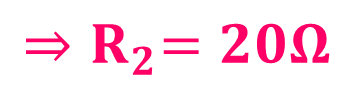 ⇒ R₂ = 20Ω